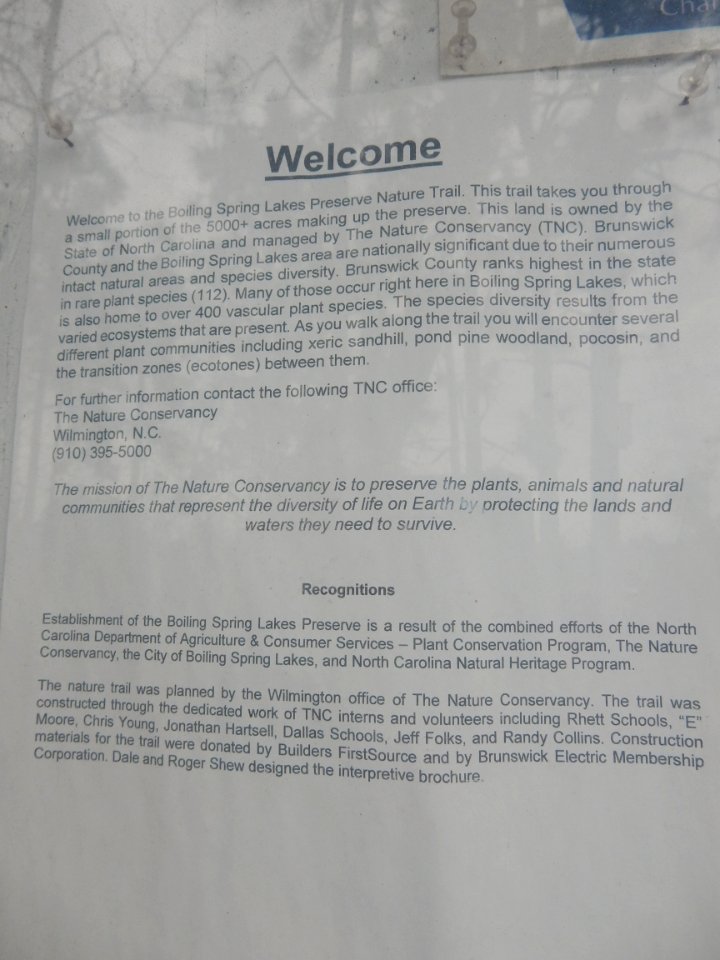 Char
Welcome
Welcome to the Boiling Spring Lakes Preserve Nature Trail. This trail takes you through
a small portion of the 5000+ acres making up the preserve. This land is owned by the
State of North Carolina and managed by The Nature Conservancy (TNC). Brunswick
County and the Boiling Spring Lakes area are nationally significant due to their numerous
intact natural areas and species diversity. Brunswick County ranks highest in the state
in rare plant species (112). Many of those occur right here in Boiling Spring Lakes, which
is also home to over 400 vascular plant species. The species diversity results from the
varied ecosystems that are present. As you walk along the trail you will encounter several
different plant communities including xeric sandhill, pond pine woodland, pocosin, and
the transition zones (ecotones) between them.
For further information contact the following TNC office:
The Nature Conservancy
Wilmington, N.C.
(910) 395-5000
The mission of The Nature Conservancy is to preserve the plants, animals and natural
communities that represent the diversity of life on Earth by protecting the lands and
waters they need to survive.
Recognitions
Establishment of the Boiling Spring Lakes Preserve is a result of the combined efforts of the North
Carolina Department of Agriculture & Consumer Services – Plant Conservation Program, The Nature
Conservancy, the City of Boiling Spring Lakes, and North Carolina Natural Heritage Program.
The nature trail was planned by the Wilmington office of The Nature Conservancy. The trail was
constructed through the dedicated work of TNC interns and volunteers including Rhett Schools, “E”
Moore, Chris Young, Jonathan Hartsell, Dallas Schools, Jeff Folks, and Randy Collins. Construction
materials for the trail were donated by Builders FirstSource and by Brunswick Electric Membership
Corporation. Dale and Roger Shew designed the interpretive brochure.